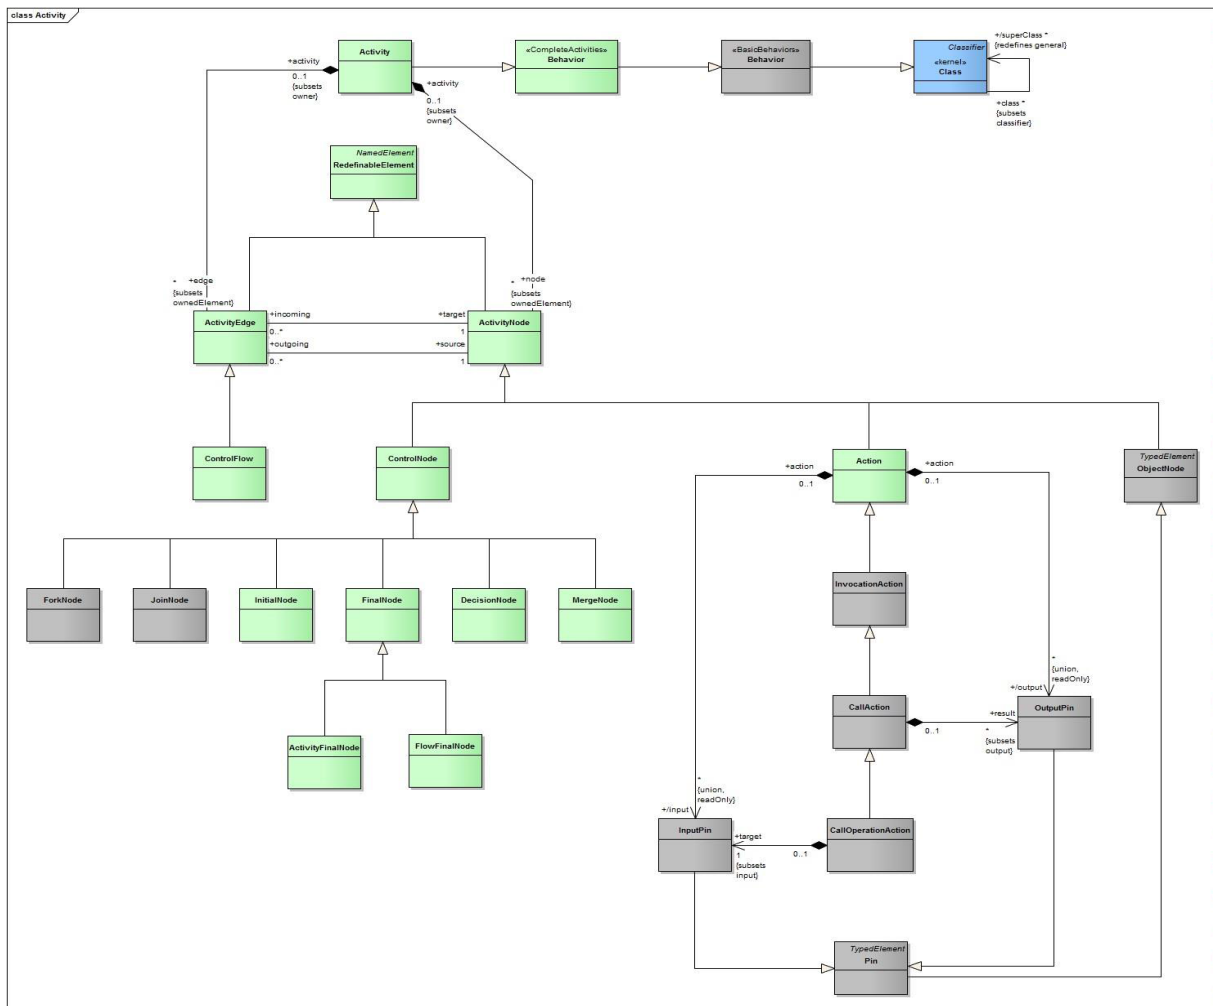 class Activity
Activity
«CompleteActivities»
Behavior
«BasicBehaviors»
Behavior
Classifier
«kernel»
Class
+/superClass *
{redefines general}
+class *
{subsets
classifier}
+activity
0..1
{subsets
owner}
+activity
0..1
{subsets
owner}
NamedElement
RedefinableElement
+edge
*
{subsets
ownedElement}
+node
*
{subsets
ownedElement}
ActivityEdge
+incoming
0..*
+target
1
+outgoing
0..*
+source
1
ActivityNode
ControlFlow
ControlNode
+action
0..1
Action
+action
0..1
TypedElement
ObjectNode
ForkNode
JoinNode
InitialNode
FinalNode
DecisionNode
MergeNode
InvocationAction
ActivityFinalNode
FlowFinalNode
CallAction
0..1
+result
*
{subsets
output}
*
{union,
readOnly}
+/output
OutputPin
*
{union,
readOnly}
+/input
InputPin
+target
1
{subsets
input}
0..1
CallOperationAction
TypedElement
Pin